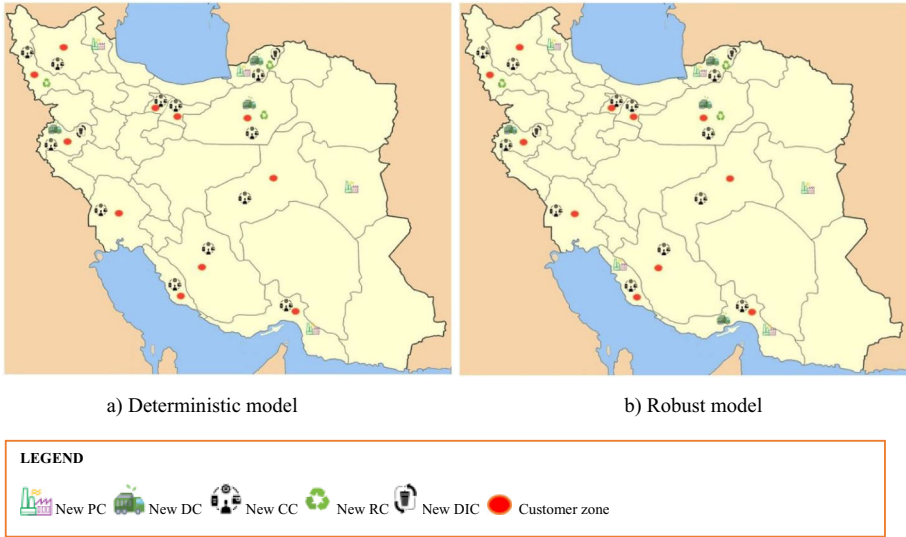 a) Deterministic model
b) Robust model
LEGEND
New PC New DC New CC New RC New DIC Customer zone